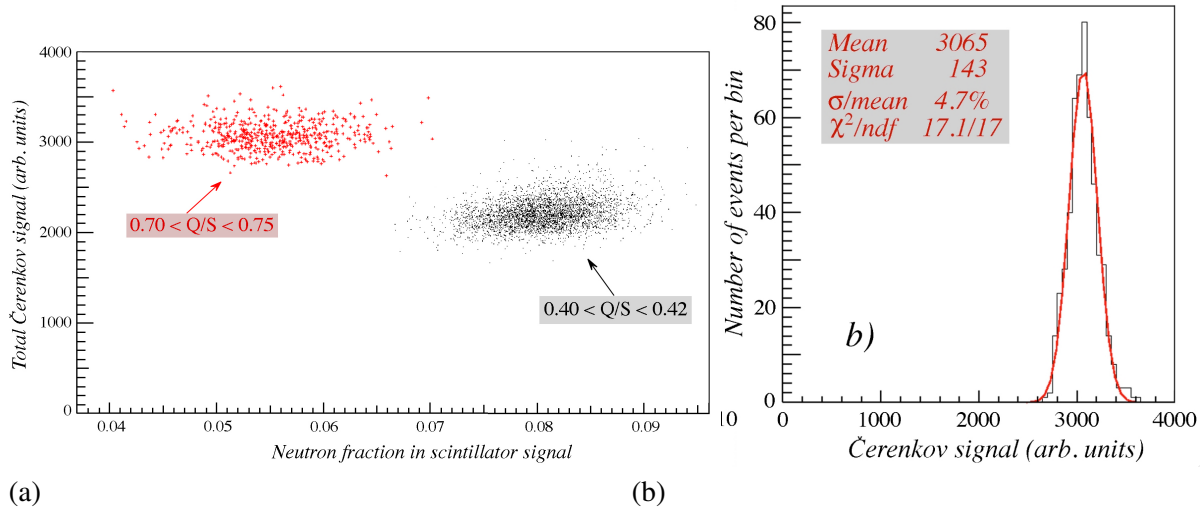 4000
3000
2000
1000
0
Total Čerenkov signal (arb. units)
0.70 < Q/S < 0.75
0.40 < Q/S < 0.42
0.04 0.05 0.06 0.07 0.08 0.09
Neutron fraction in scintillator signal
(a)
80
60
40
20
0
Number of events per bin
Mean 3065
Sigma 143
σ/mean 4.7%
χ²/ndf 17.1/17
b)
10 0 1000 2000 3000 4000
Čerenkov signal (arb. units)
(b)